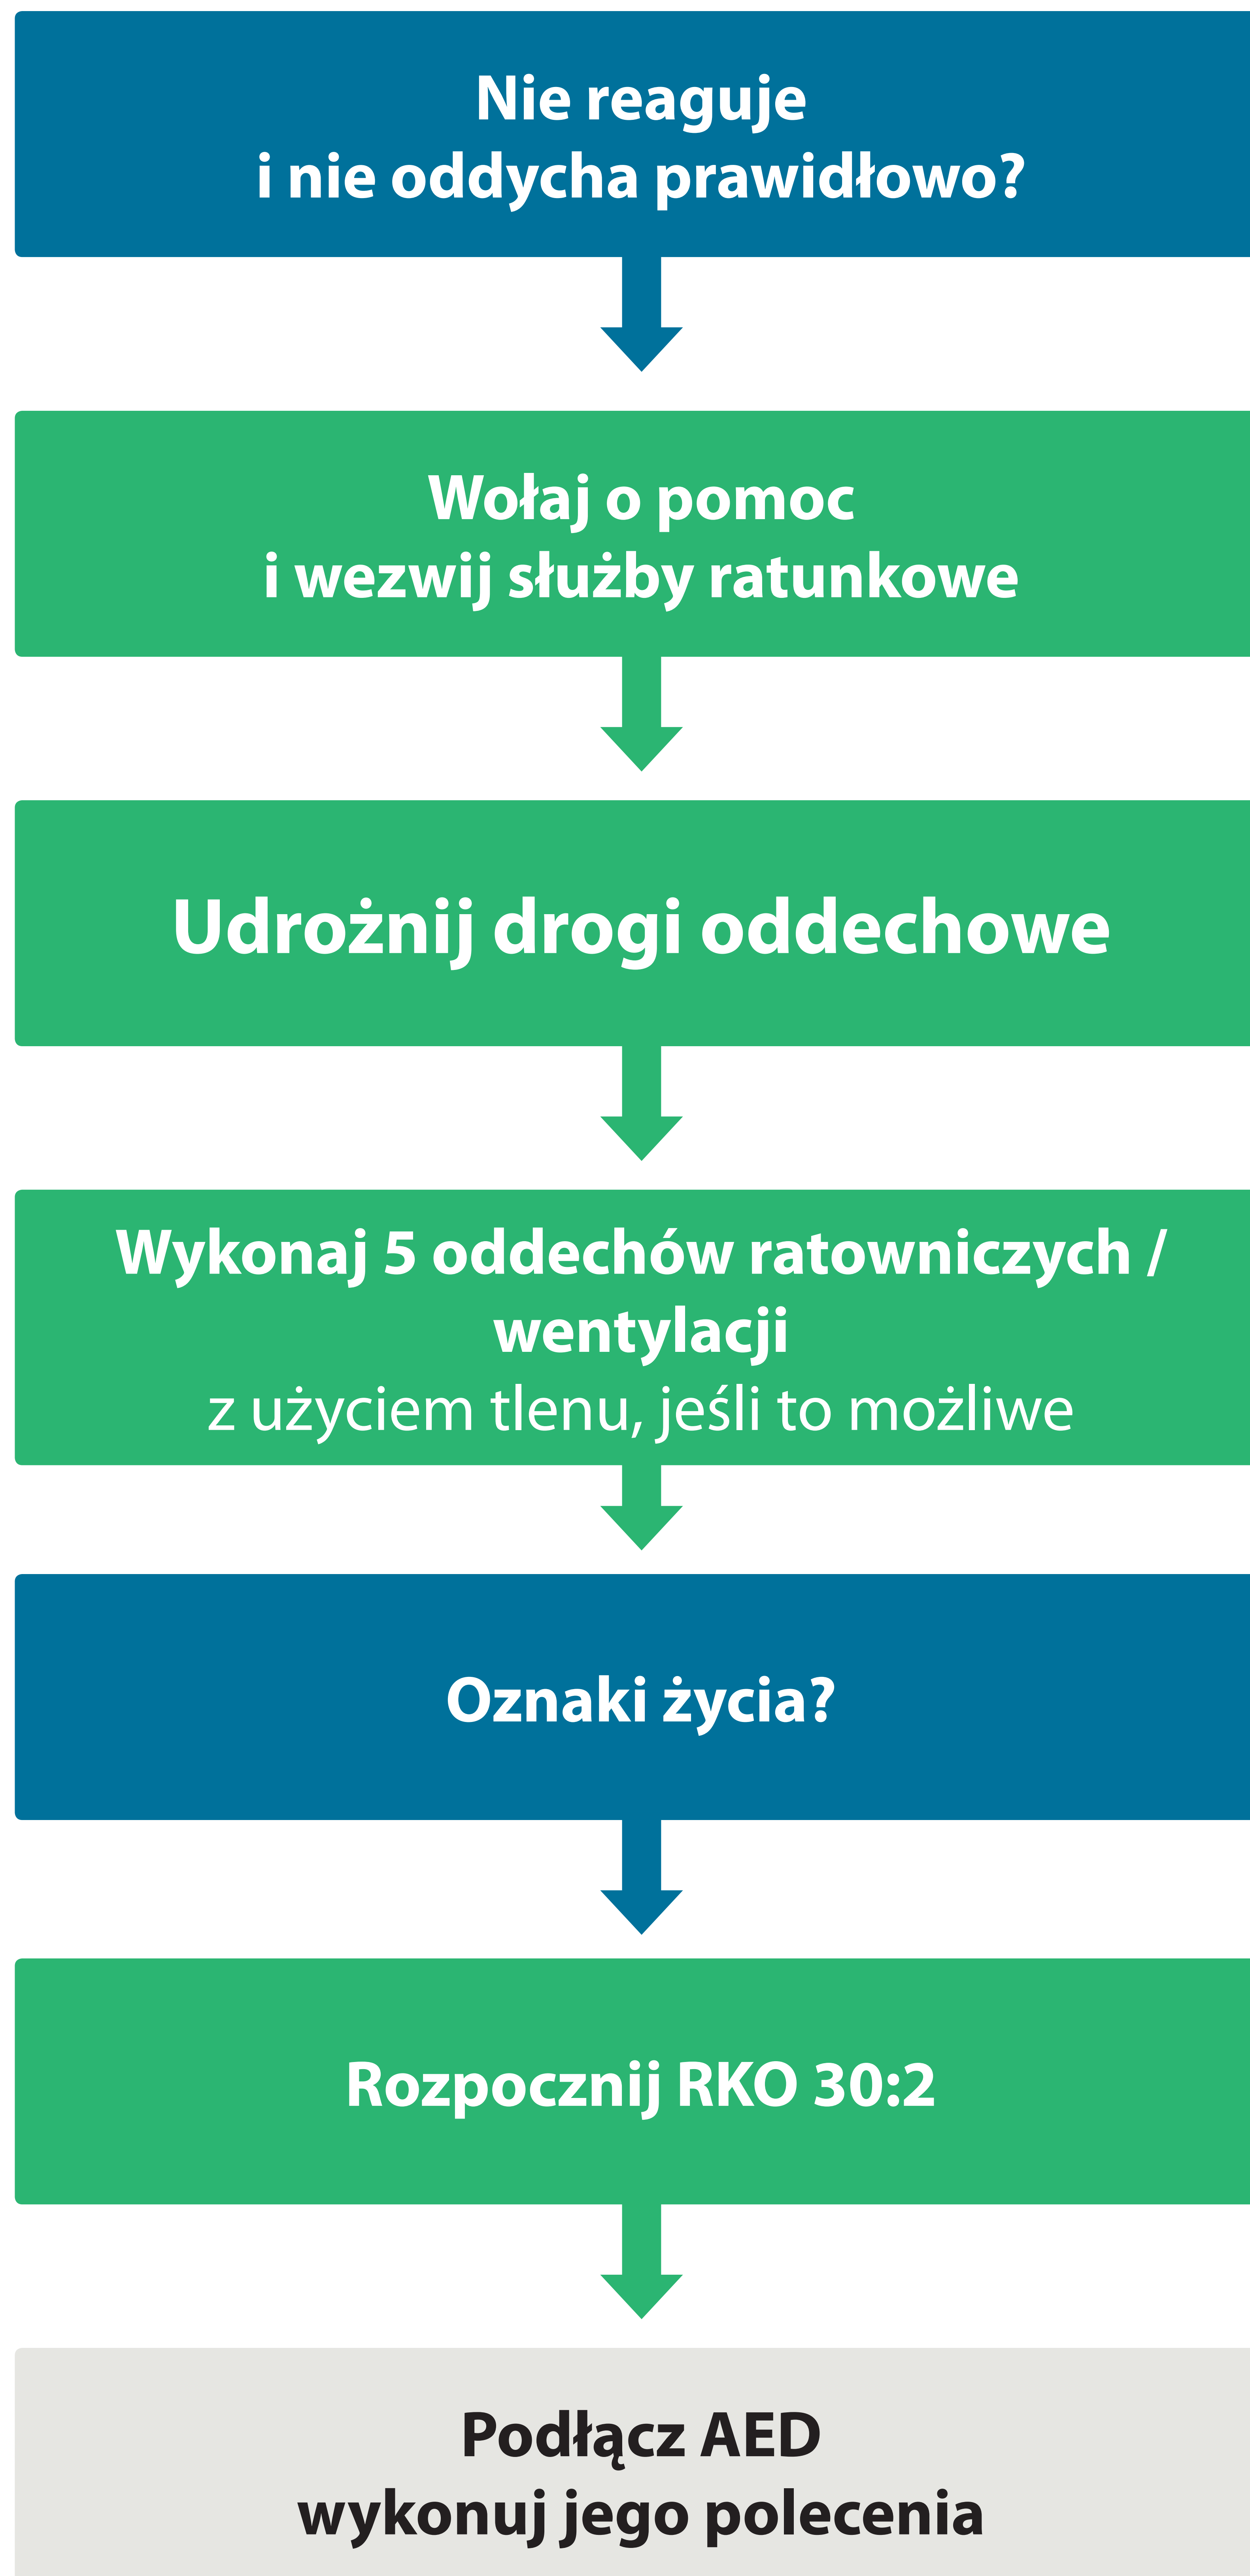 Nie reaguje
i nie oddycha prawidłowo?
Wołaj o pomoc
i wezwij służby ratunkowe
Udrożnij drogi oddechowe
Wykonaj 5 oddechów ratowniczych /
wentylacji
z użyciem tlenu, jeśli to możliwe
Oznaki życia?
Rozpocznij RKO 30:2
Podłącz AED
wykonuj jego polecenia